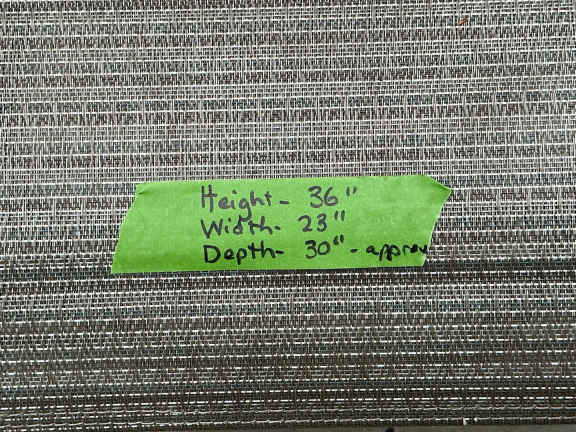 Height- 36"
Width- 23"
Depth- 30"- approx